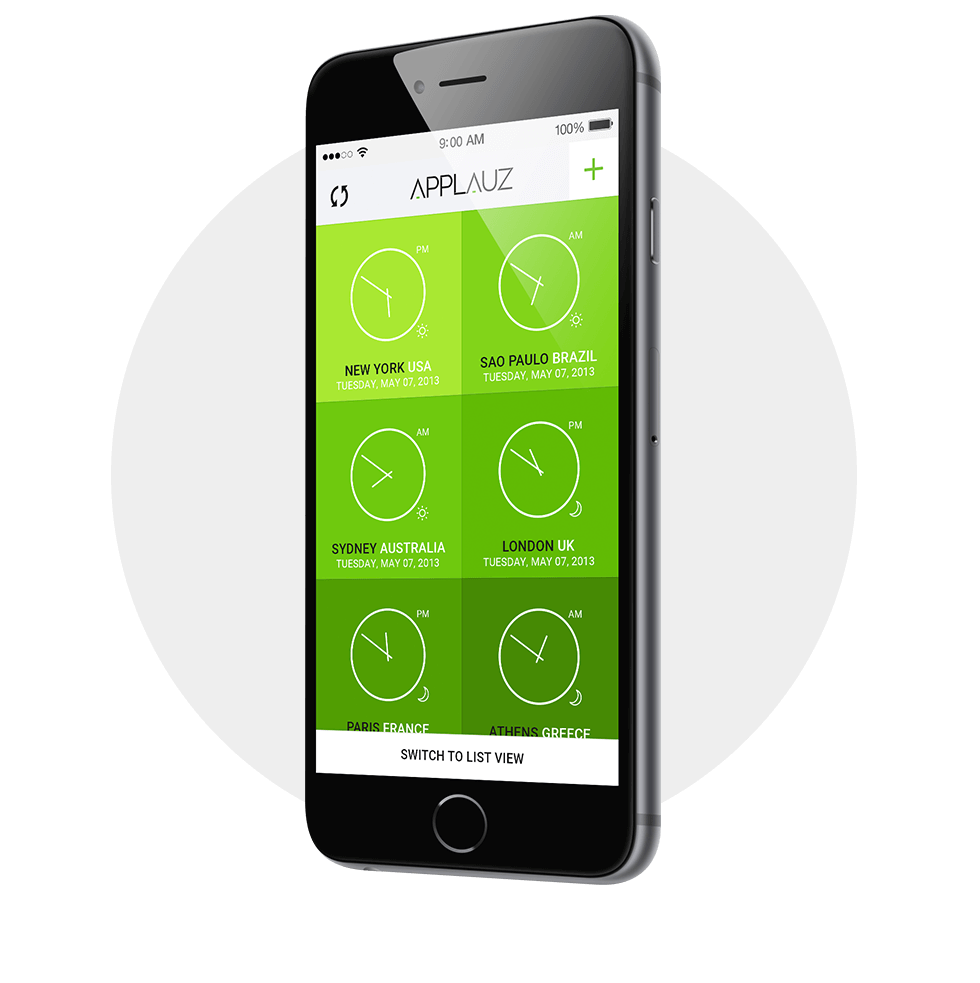 9:00 AM
100%
APPLAUZ
PM
NEW YORK USA
TUESDAY, MAY 07, 2013
AM
SAO PAULO BRAZIL
TUESDAY, MAY 07, 2013
AM
SYDNEY AUSTRALIA
TUESDAY, MAY 07, 2013
PM
LONDON UK
TUESDAY, MAY 07, 2013
PM
PARIS FRANCE
AM
ATHENS GREECE
SWITCH TO LIST VIEW